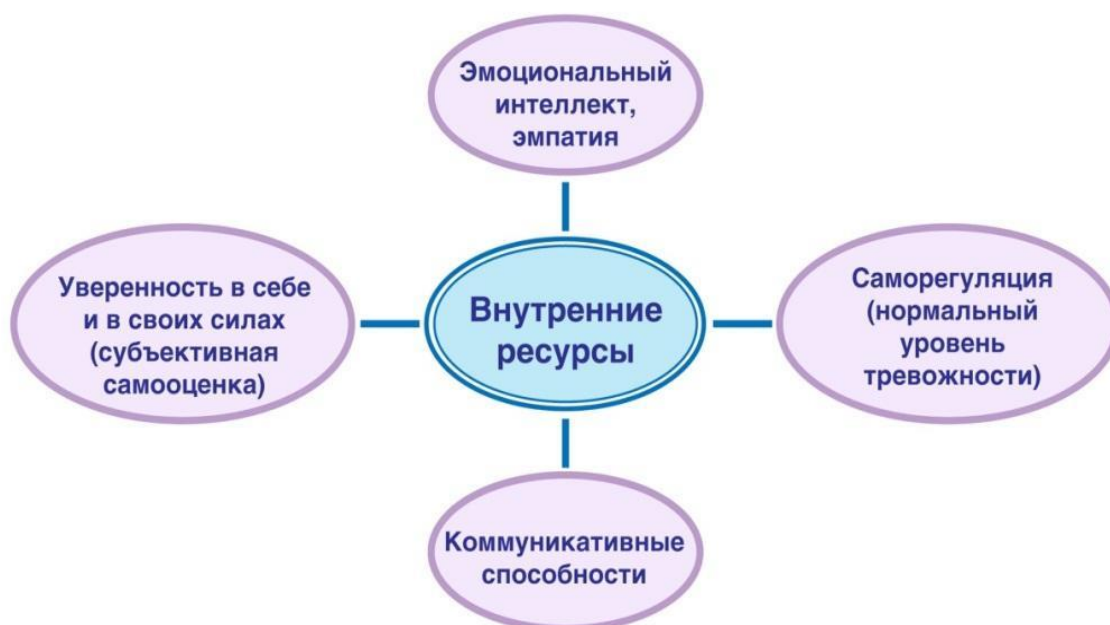 Эмоциональный
интеллект,
эмпатия
Уверенность в себе
и в своих силах
(субъективная
самооценка)
Внутренние
ресурсы
Саморегуляция
(нормальный
уровень
тревожности)
Коммуникативные
способности